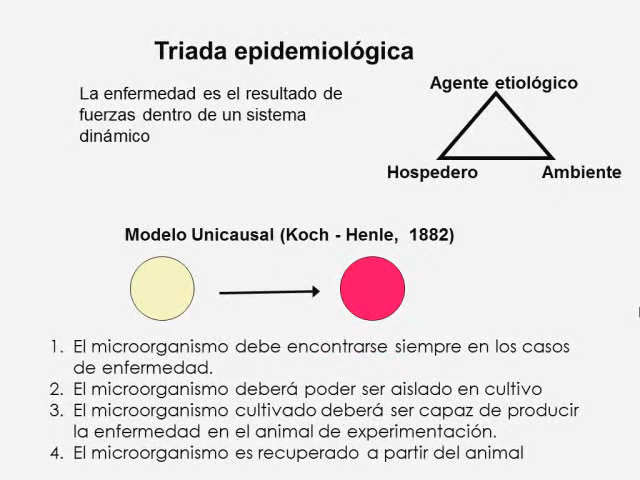 Triada epidemiológica
La enfermedad es el resultado de
fuerzas dentro de un sistema
dinámico
Agente etiológico
Hospedero
Ambiente
Modelo Unicausal (Koch - Henle, 1882)
1. El microorganismo debe encontrarse siempre en los casos
de enfermedad.
2. El microorganismo deberá poder ser aislado en cultivo
3. El microorganismo cultivado deberá ser capaz de producir
la enfermedad en el animal de experimentación.
4. El microorganismo es recuperado a partir del animal